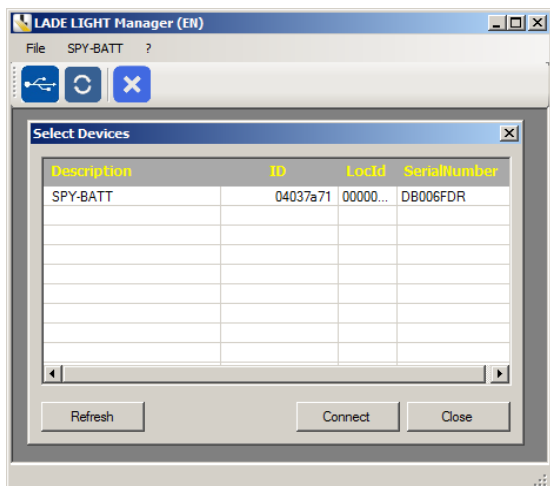 LADE LIGHT Manager (EN)
File SPY-BATT ?
Select Devices
Description ID LocId SerialNumber
SPY-BATT 04037a71 00000... DB006FDR
Refresh Connect Close